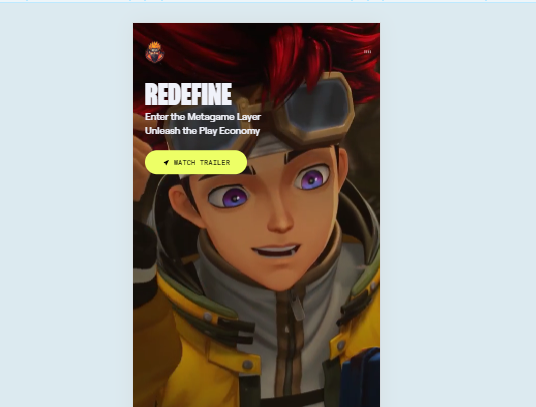 REDEFINE
Enter the Metagame Layer
Unleash the Play Economy
WATCH TRAILER